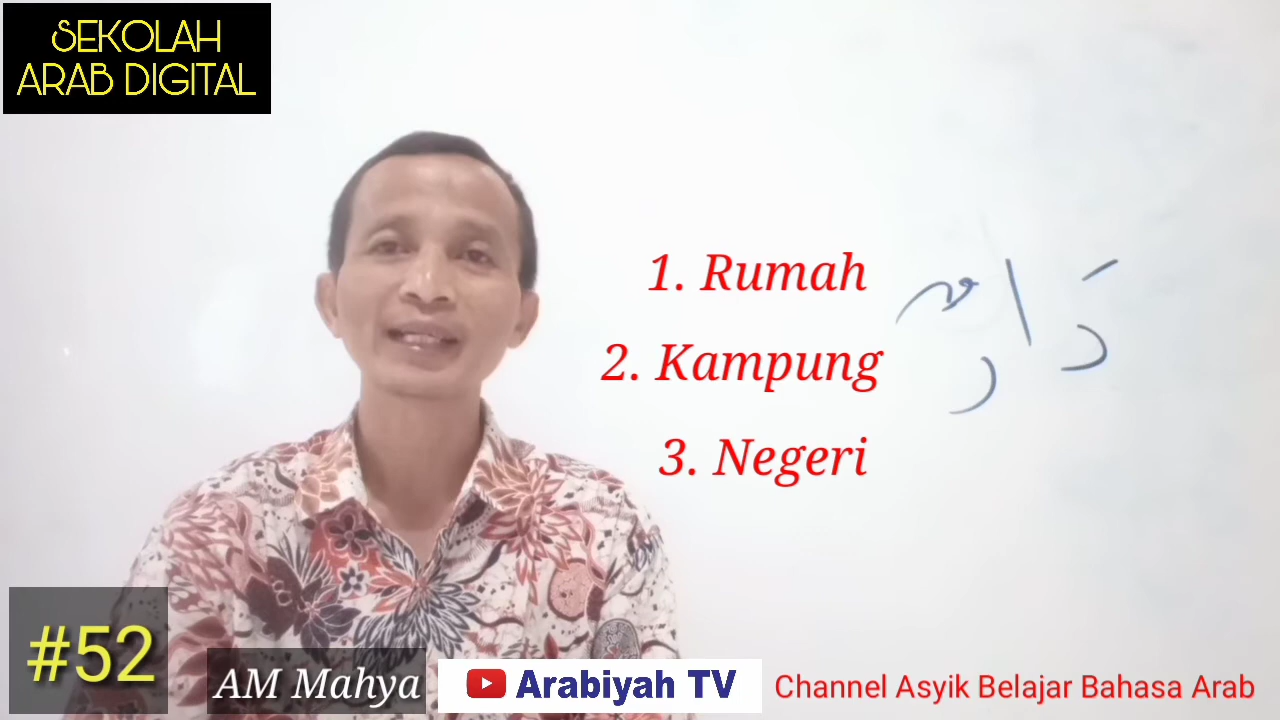 SEKOLAH
ARAB DIGITAL
1. Rumah
2. Kampung
3. Negeri
دَارٌ
#52
AM Mahya
Arabiyah TV
Channel Asyik Belajar Bahasa Arab